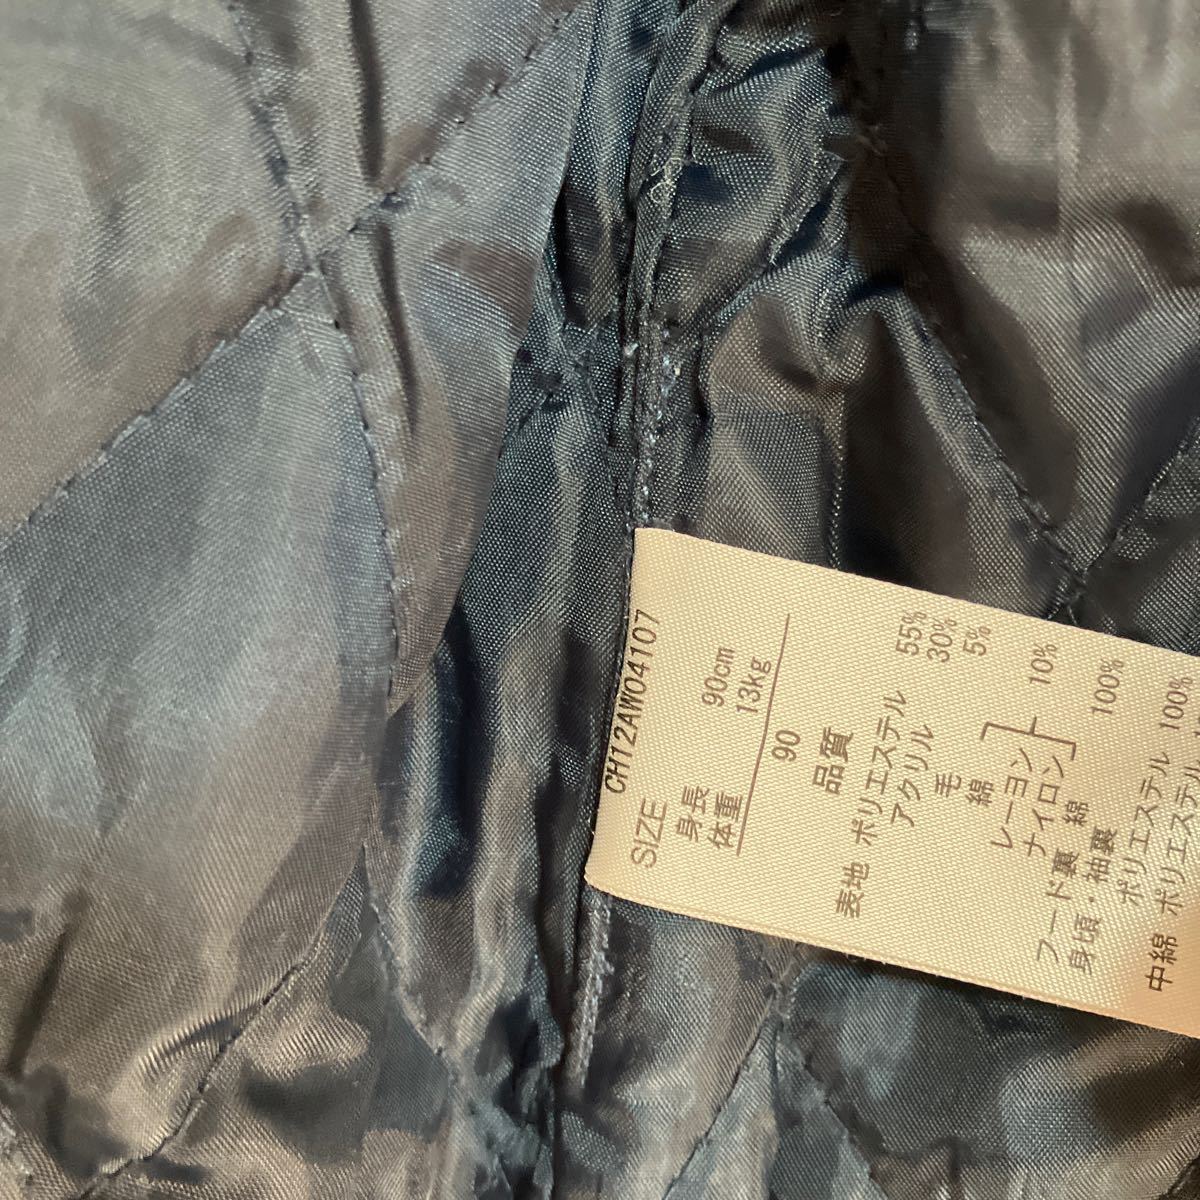 CH12AW04107
SIZE
身長 90cm
体重 13kg
90
品質
表地 ポリエステル 55%
アクリル 30%
毛 5%
綿
レーヨン 10%
ナイロン
フード裏 綿 100%
身頃・袖裏
ポリエステル 100%
中綿 ポリエステル